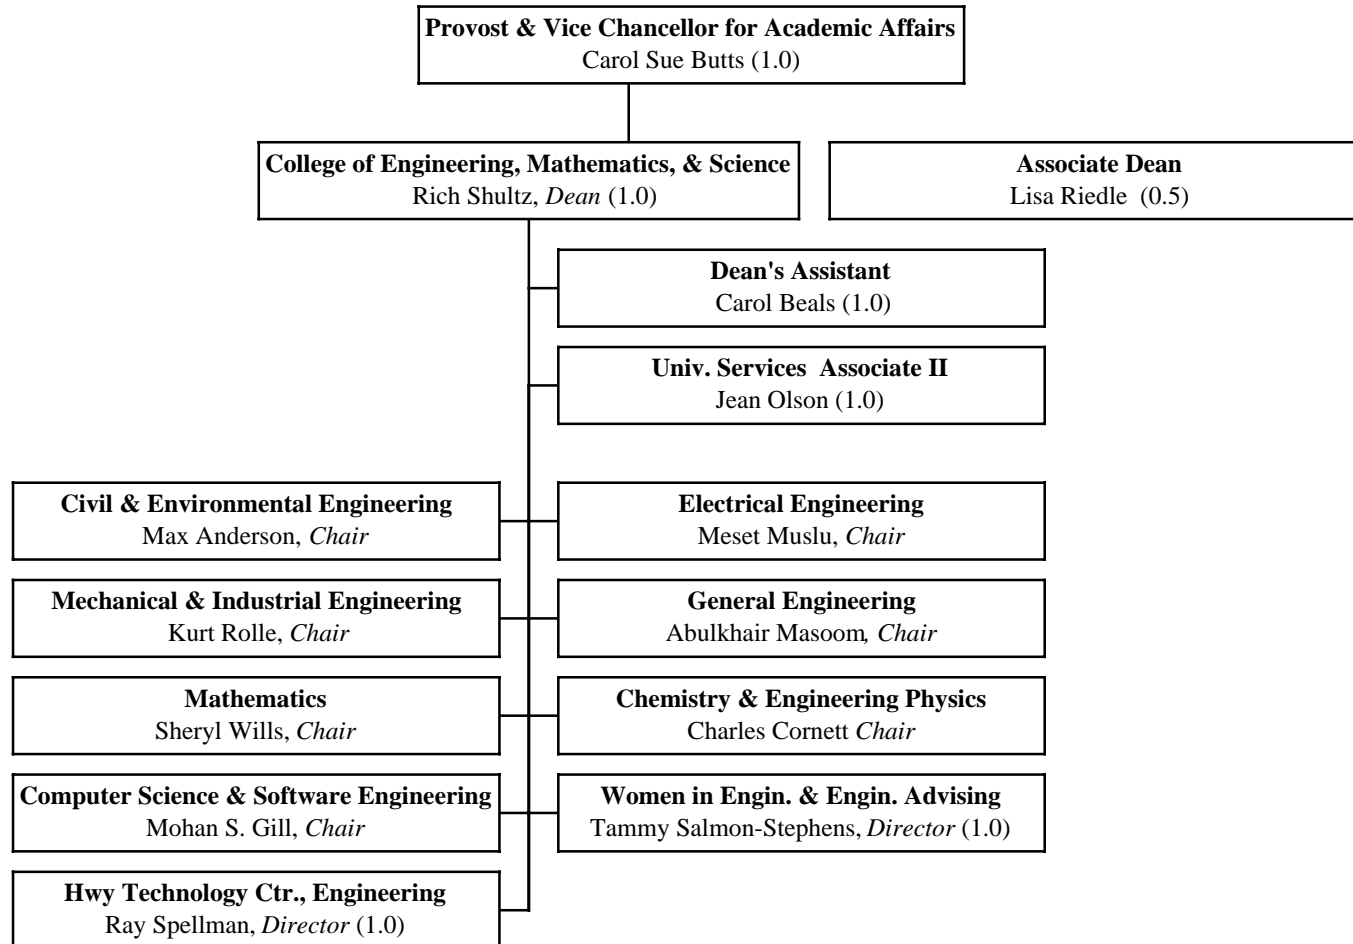 Provost & Vice Chancellor for Academic Affairs
Carol Sue Butts (1.0)
College of Engineering, Mathematics, & Science
Rich Shultz, Dean (1.0)
Associate Dean
Lisa Riedle (0.5)
Dean's Assistant
Carol Beals (1.0)
Univ. Services Associate II
Jean Olson (1.0)
Civil & Environmental Engineering
Max Anderson, Chair
Electrical Engineering
Meset Muslu, Chair
Mechanical & Industrial Engineering
Kurt Rolle, Chair
General Engineering
Abulkhair Masoom, Chair
Mathematics
Sheryl Wills, Chair
Chemistry & Engineering Physics
Charles Cornett Chair
Computer Science & Software Engineering
Mohan S. Gill, Chair
Women in Engin. & Engin. Advising
Tammy Salmon-Stephens, Director (1.0)
Hwy Technology Ctr., Engineering
Ray Spellman, Director (1.0)